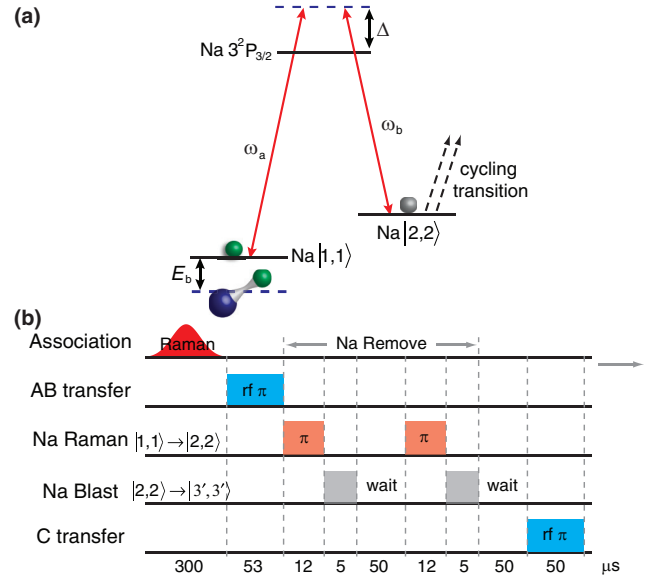 (a)
Δ
Na 3²P₃/₂
ωₐ
ω_b
cycling
transition
Na |2,2⟩
Na |1,1⟩
E_b
(b)
Association
Raman
Na Remove
AB transfer
rf π
Na Raman |1,1⟩→|2,2⟩
π
π
Na Blast |2,2⟩→|3′,3′⟩
wait
wait
C transfer
rf π
300 53 12 5 50 12 5 50 50 μs